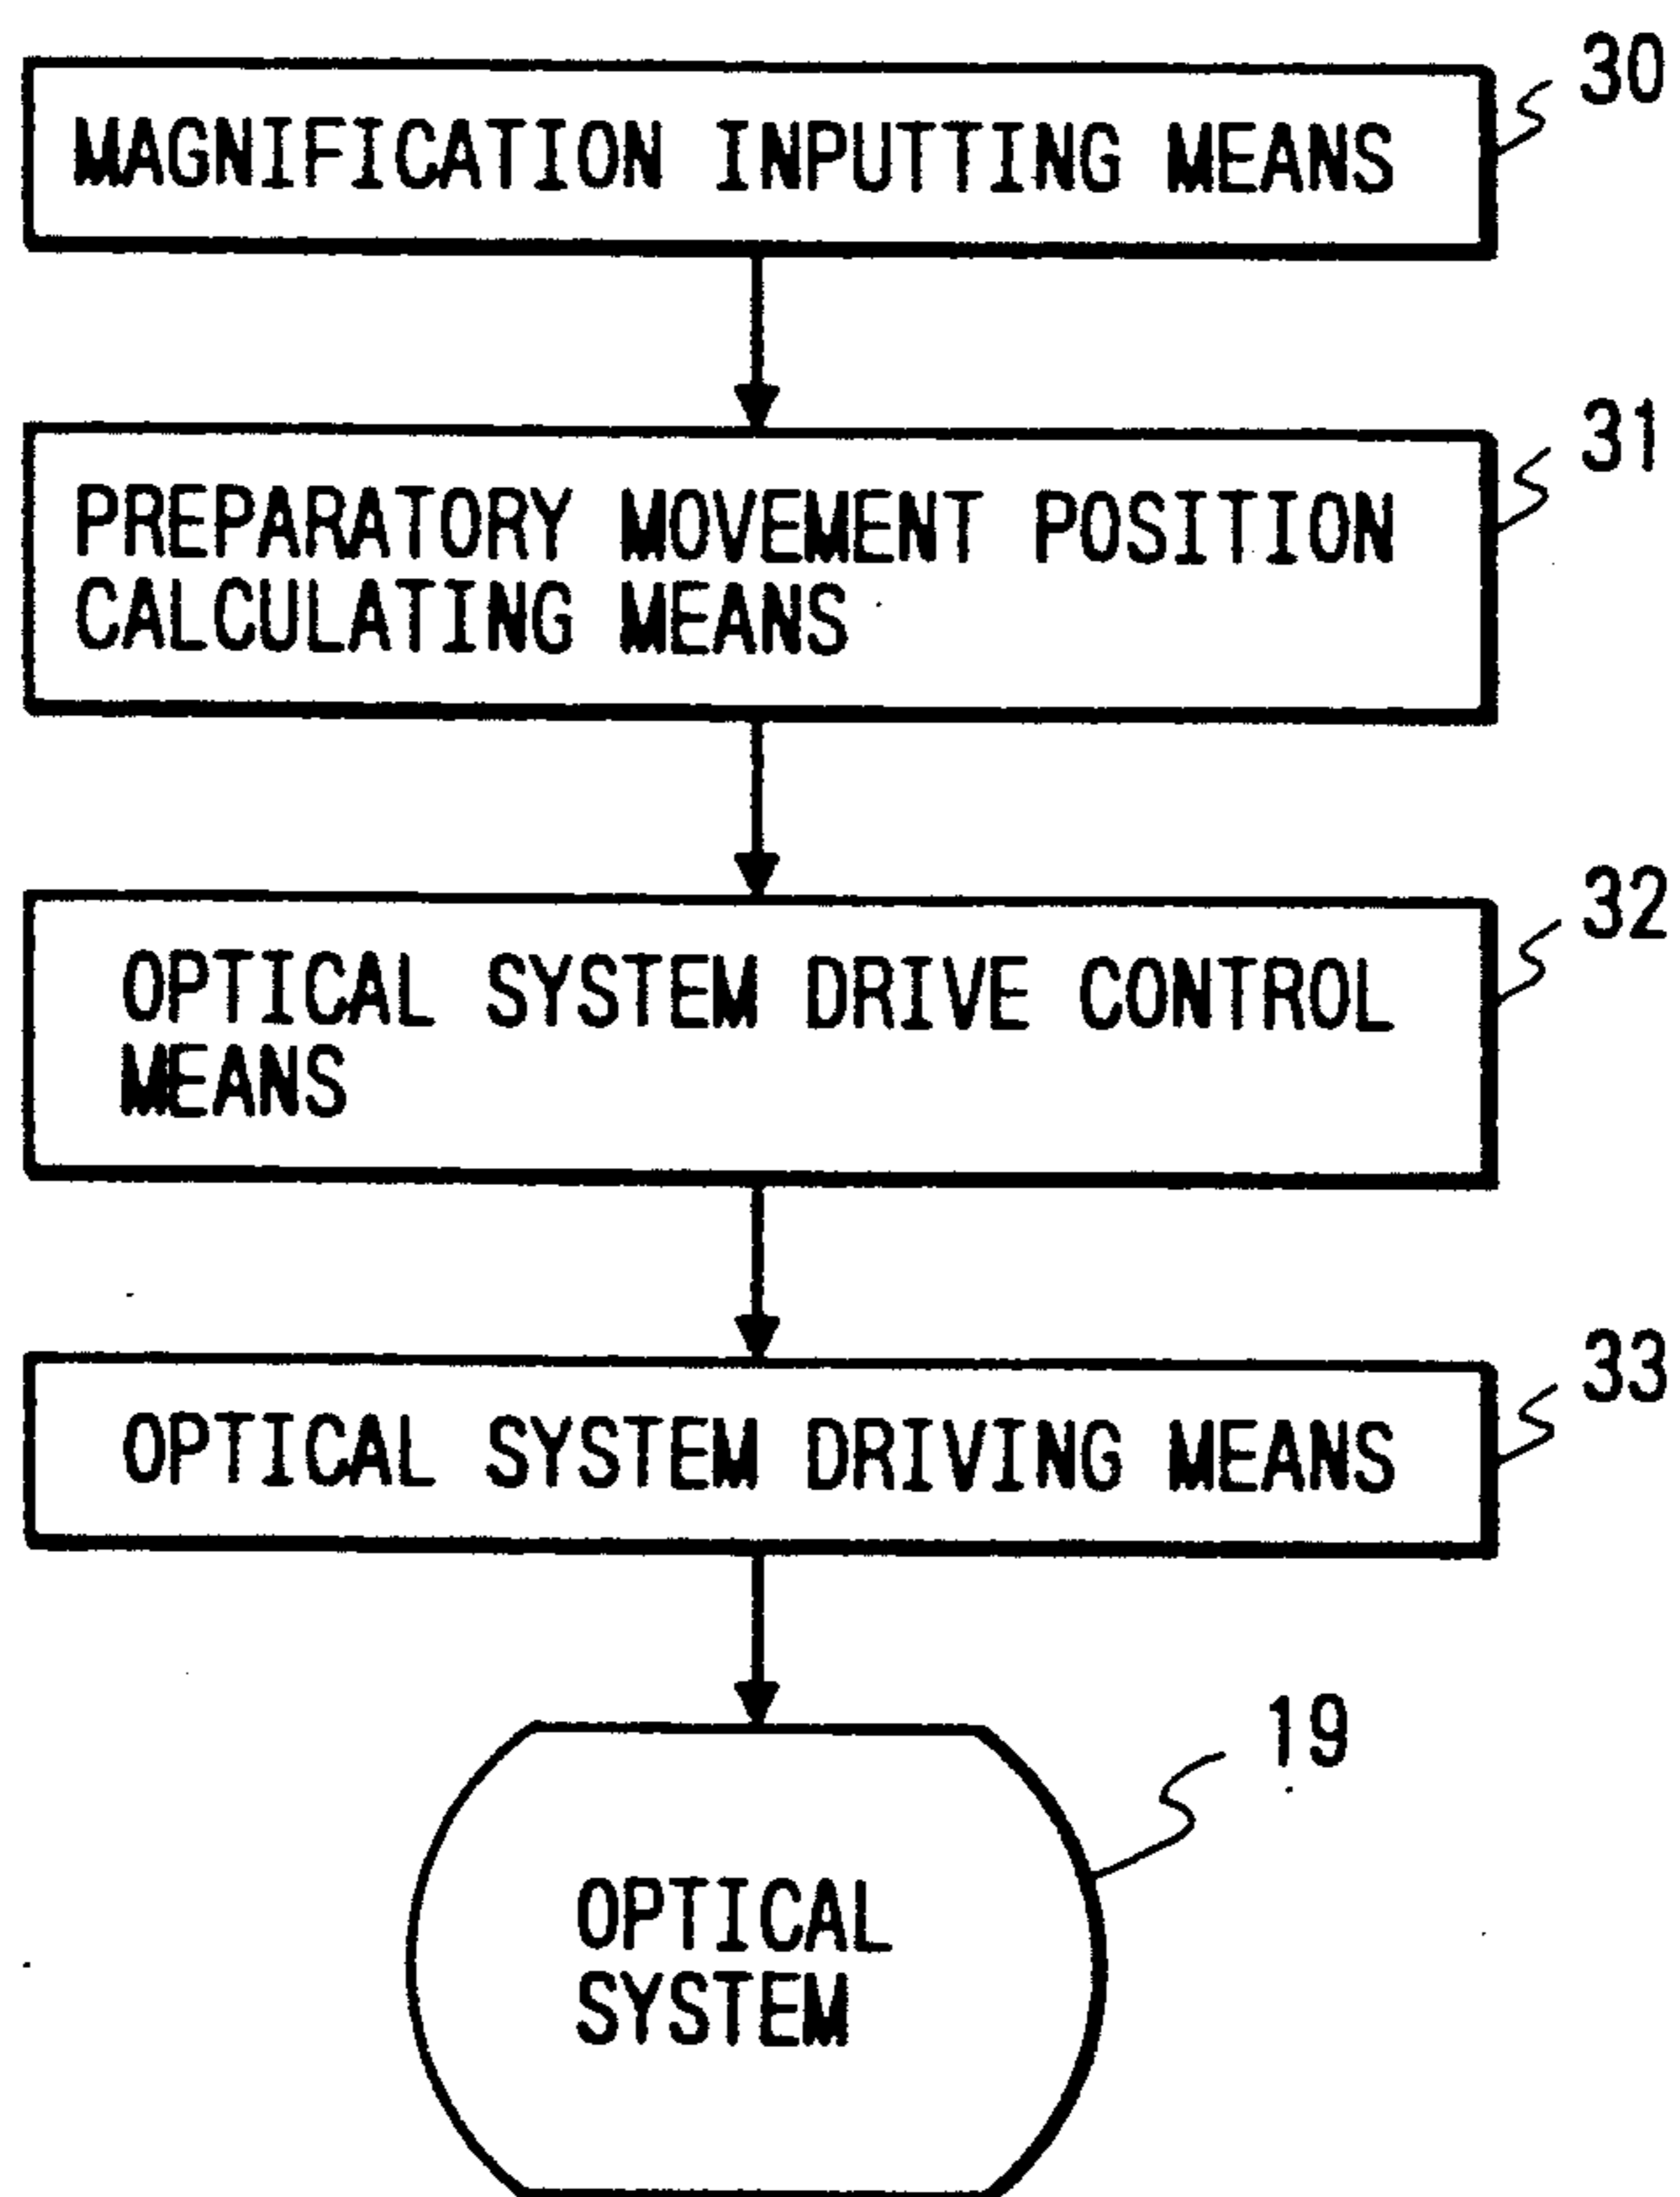 30
MAGNIFICATION INPUTTING MEANS
31
PREPARATORY MOVEMENT POSITION
CALCULATING MEANS
32
OPTICAL SYSTEM DRIVE CONTROL
MEANS
33
OPTICAL SYSTEM DRIVING MEANS
19
OPTICAL
SYSTEM